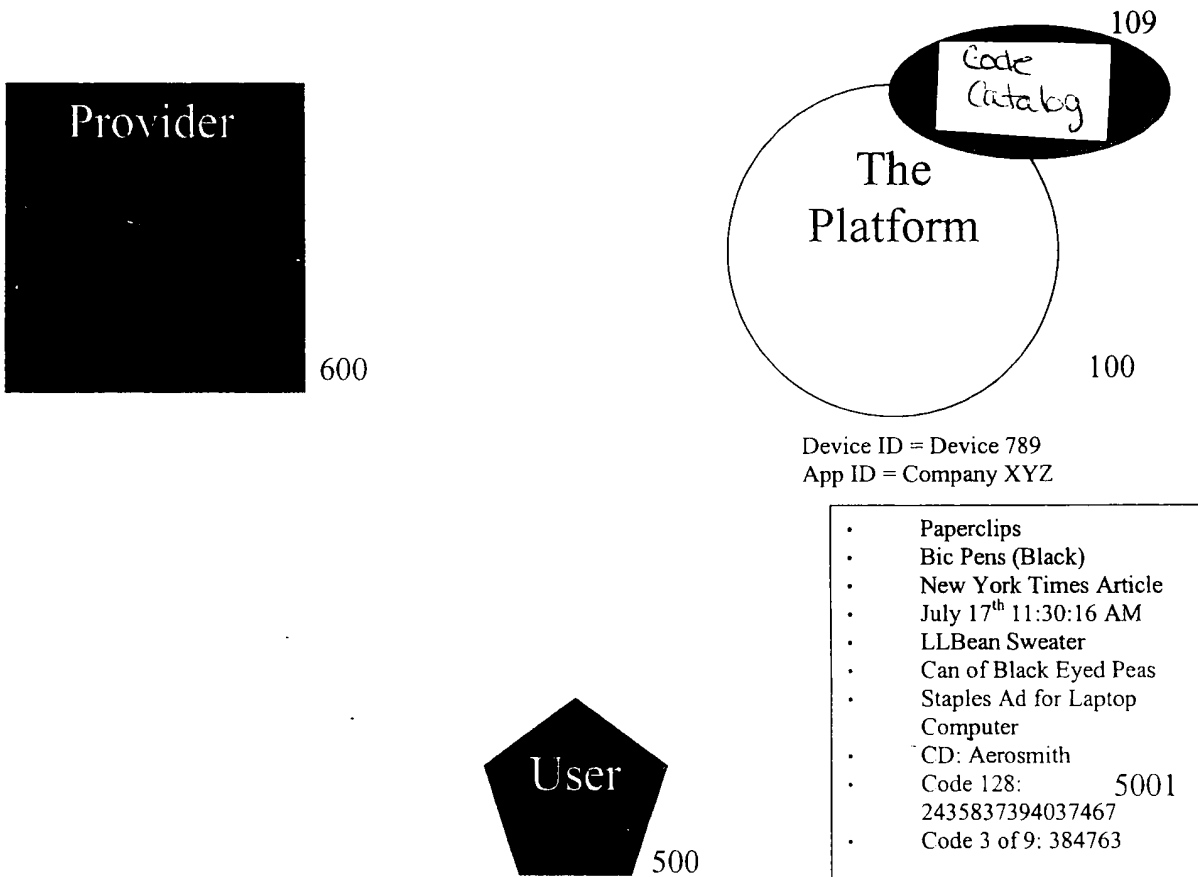 109
Code
Catalog
Provider
The
Platform
600
100
Device ID = Device 789
App ID = Company XYZ
· Paperclips
· Bic Pens (Black)
· New York Times Article
· July 17th 11:30:16 AM
· LLBean Sweater
· Can of Black Eyed Peas
· Staples Ad for Laptop
Computer
· CD: Aerosmith
· Code 128: 5001
2435837394037467
· Code 3 of 9: 384763
User
500